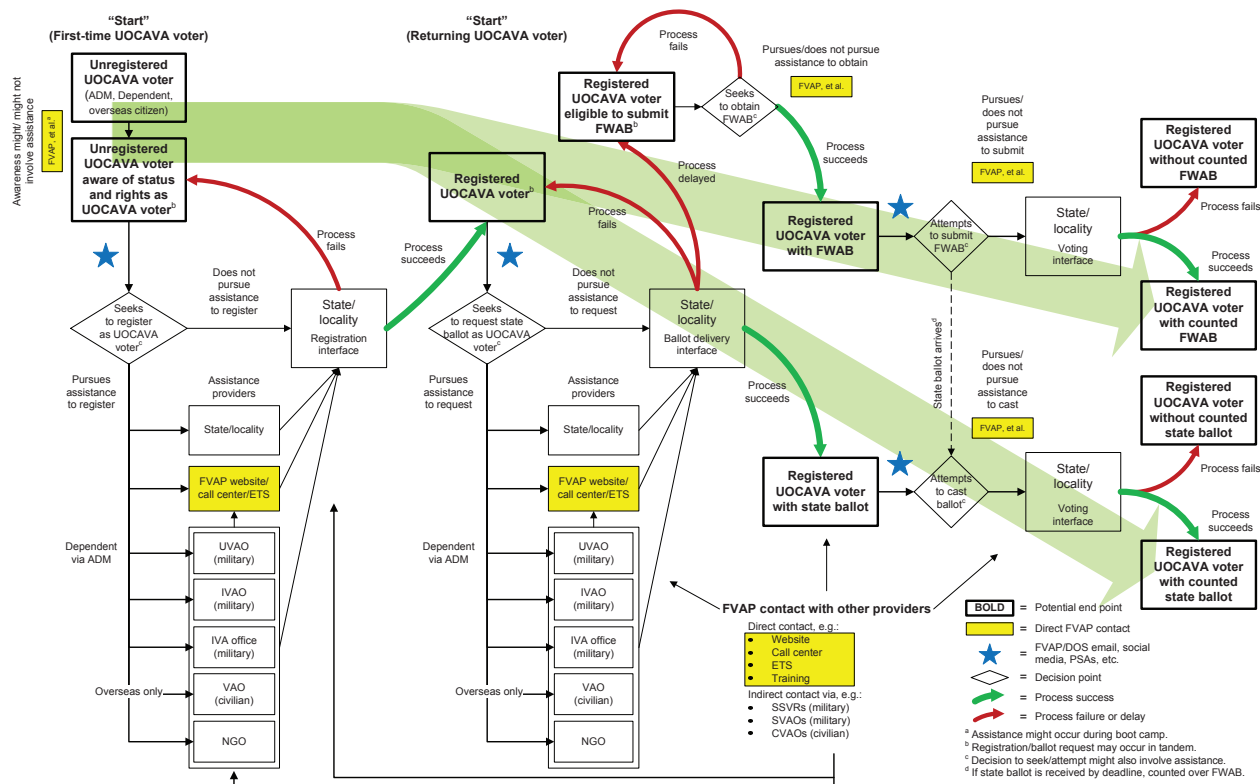 “Start”
(First-time UOCAVA voter)
Unregistered
UOCAVA voter
(ADM, Dependent,
overseas citizen)
Awareness might/ might not
involve assistance
FVAP, et al.a
Unregistered
UOCAVA voter
aware of status
and rights as
UOCAVA voterb
Process
fails
Process
succeeds
Seeks
to register
as UOCAVA
voterc
Does not
pursue
assistance
to register
State/
locality
Registration
interface
Pursues
assistance
to register
Assistance
providers
State/locality
FVAP website/
call center/ETS
Dependent
via ADM
UVAO
(military)
IVAO
(military)
IVA office
(military)
Overseas only
VAO
(civilian)
NGO
“Start”
(Returning UOCAVA voter)
Registered
UOCAVA voterb
Process
fails
Process
delayed
Seeks
to request state
ballot as UOCAVA
voterc
Does not
pursue
assistance
to request
State/
locality
Ballot delivery
interface
Process
succeeds
Pursues
assistance
to request
Assistance
providers
State/locality
FVAP website/
call center/ETS
Dependent
via ADM
UVAO
(military)
IVAO
(military)
IVA office
(military)
Overseas only
VAO
(civilian)
NGO
Process
fails
Registered
UOCAVA voter
eligible to submit
FWABb
Seeks
to obtain
FWABc
Pursues/does not pursue
assistance to obtain
FVAP, et al.
Process
succeeds
Registered
UOCAVA voter
with FWAB
Attempts
to submit
FWABc
Pursues/
does not
pursue
assistance
to submit
FVAP, et al.
State/
locality
Voting
interface
Registered
UOCAVA voter
without counted
FWAB
Process fails
Process
succeeds
Registered
UOCAVA voter
with counted
FWAB
State ballot arrivesd
Pursues/
does not
pursue
assistance
to cast
FVAP, et al.
Registered
UOCAVA voter
with state ballot
Attempts
to cast
ballotc
State/
locality
Voting
interface
Registered
UOCAVA voter
without counted
state ballot
Process fails
Process
succeeds
Registered
UOCAVA voter
with counted
state ballot
FVAP contact with other providers
Direct contact, e.g.:
• Website
• Call center
• ETS
• Training
Indirect contact via, e.g.:
• SSVRs (military)
• SVAOs (military)
• CVAOs (civilian)
BOLD = Potential end point
= Direct FVAP contact
= FVAP/DOS email, social
media, PSAs, etc.
= Decision point
= Process success
= Process failure or delay
a Assistance might occur during boot camp.
b Registration/ballot request may occur in tandem.
c Decision to seek/attempt might also involve assistance.
d If state ballot is received by deadline, counted over FWAB.